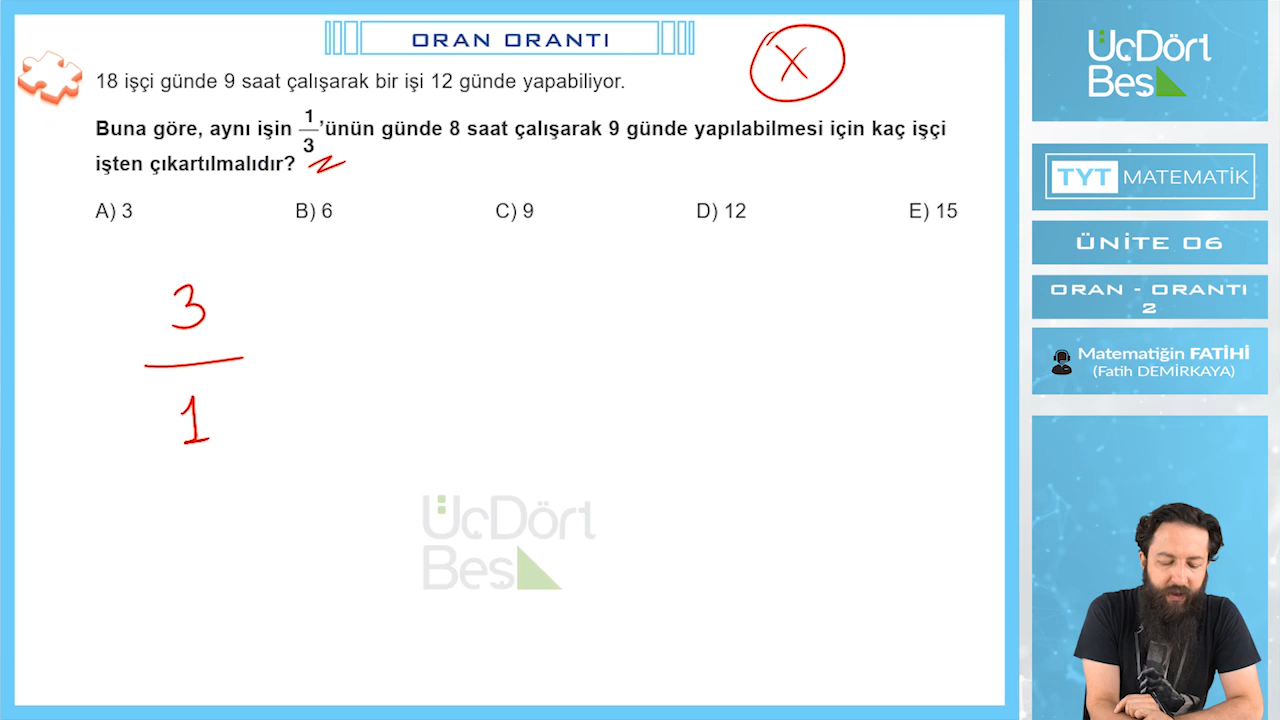 ORAN ORANTI
18 işçi günde 9 saat çalışarak bir işi 12 günde yapabiliyor.
X
Buna göre, aynı işin 1/3'ünün günde 8 saat çalışarak 9 günde yapılabilmesi için kaç işçi
işten çıkartılmalıdır?
A) 3 B) 6 C) 9 D) 12 E) 15
3
1
ÜçDört
Beş
ÜçDört
Beş
TYT MATEMATİK
ÜNİTE 06
ORAN - ORANTI
2
Matematiğin FATİHİ
(Fatih DEMİRKAYA)